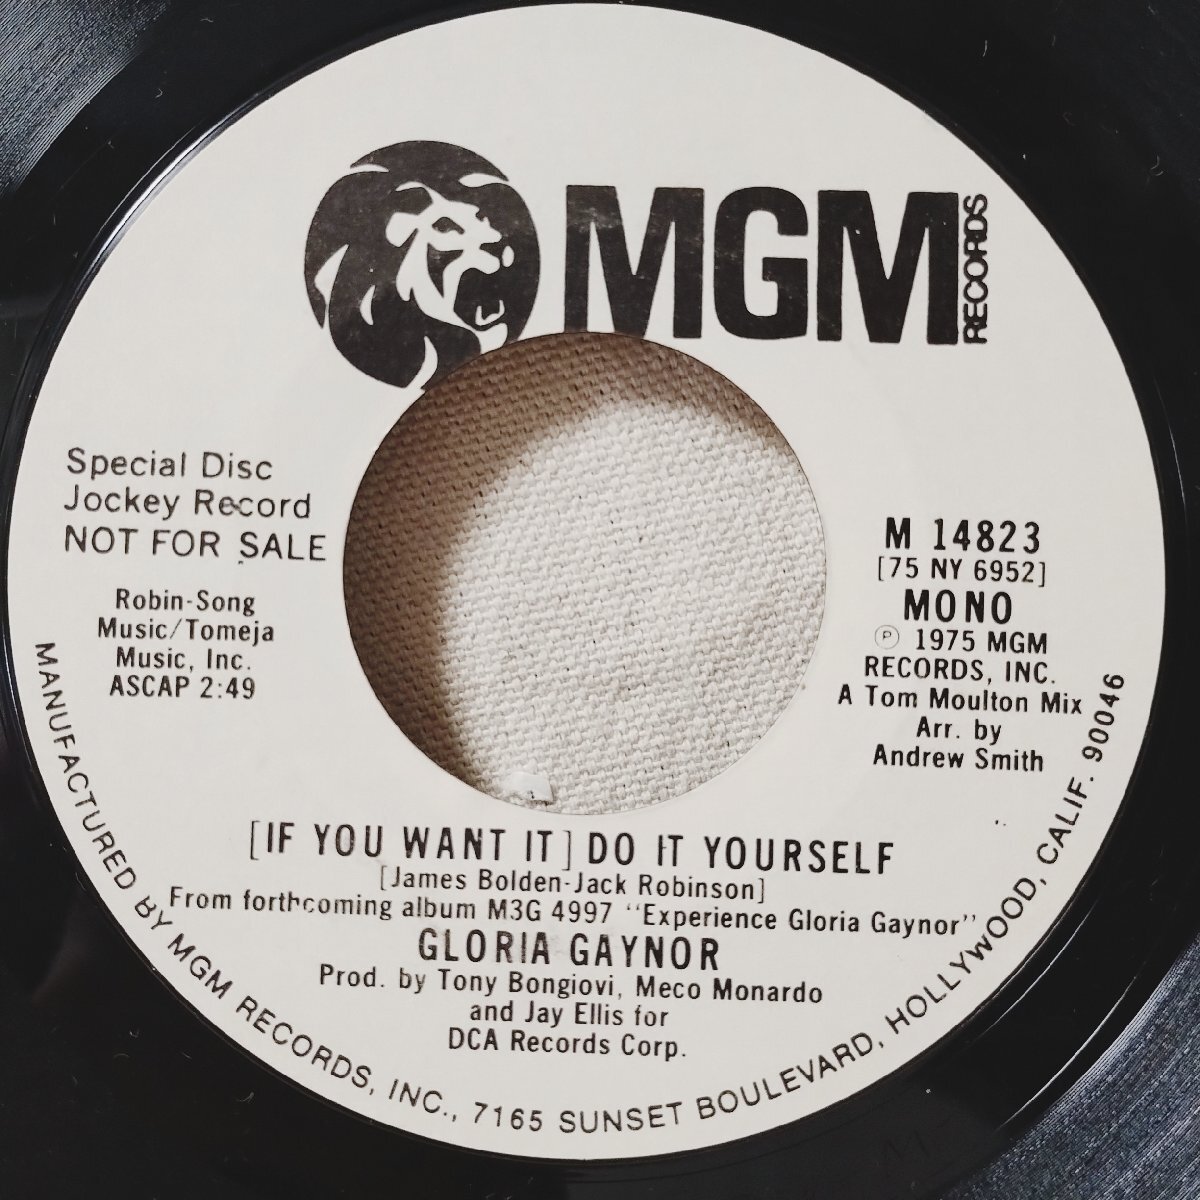 MGM
RECORDS
Special Disc
Jockey Record
NOT FOR SALE
Robin-Song
Music/Tomeja
Music, Inc.
ASCAP 2:49
M 14823
[75 NY 6952]
MONO
℗ 1975 MGM
RECORDS, INC.
A Tom Moulton Mix
Arr. by
Andrew Smith
[IF YOU WANT IT] DO IT YOURSELF
[James Bolden-Jack Robinson]
From forthcoming album M3G 4997 "Experience Gloria Gaynor"
GLORIA GAYNOR
Prod. by Tony Bongiovi, Meco Monardo
and Jay Ellis for
DCA Records Corp.
MANUFACTURED BY MGM RECORDS, INC., 7165 SUNSET BOULEVARD, HOLLYWOOD, CALIF. 90046